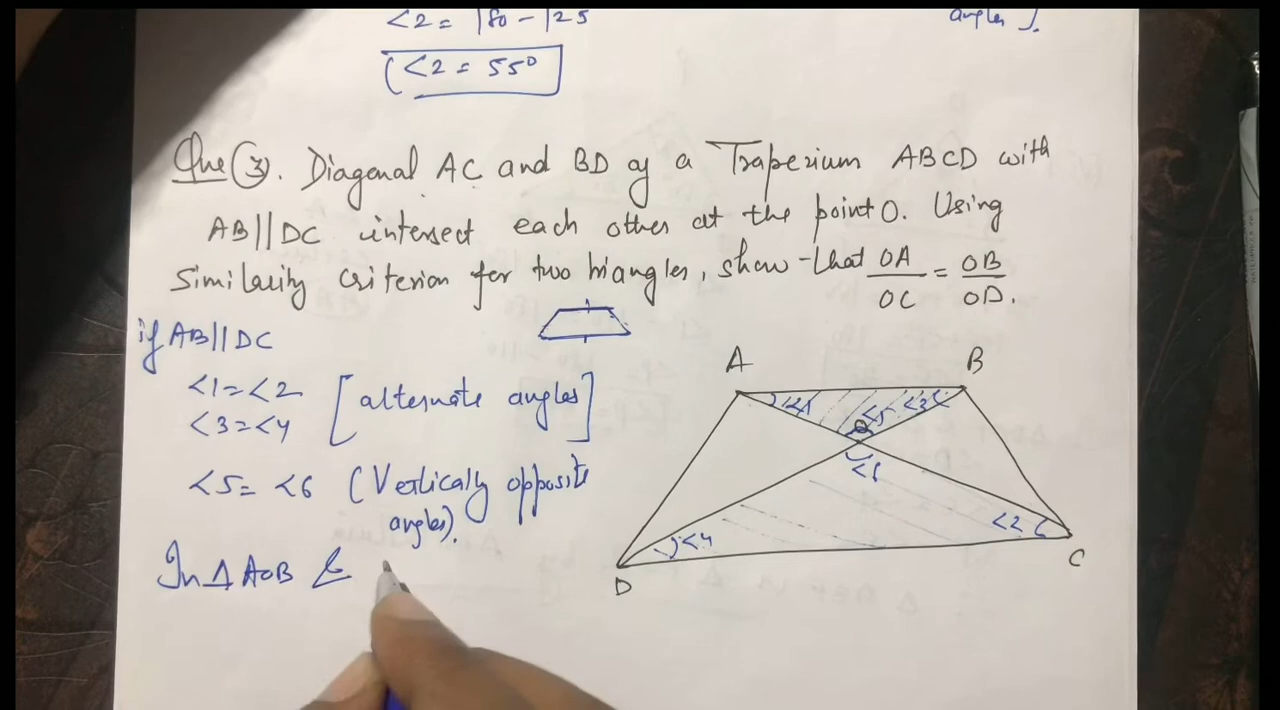 <2 = 180 - 125
angles ].
<2 = 55°
Que (3). Diagonal AC and BD of a Trapezium ABCD with
AB||DC intersect each other at the point O. Using
Similarity criterion for two triangles, show that OA/OC = OB/OD.
if AB||DC
<1 = <2 [alternate angles]
<3 = <4
<5 = <6 (Vertically opposite
angles).
In Δ AOB &
A
B
<1
<5
<3
O
<6
<2
<4
C
D